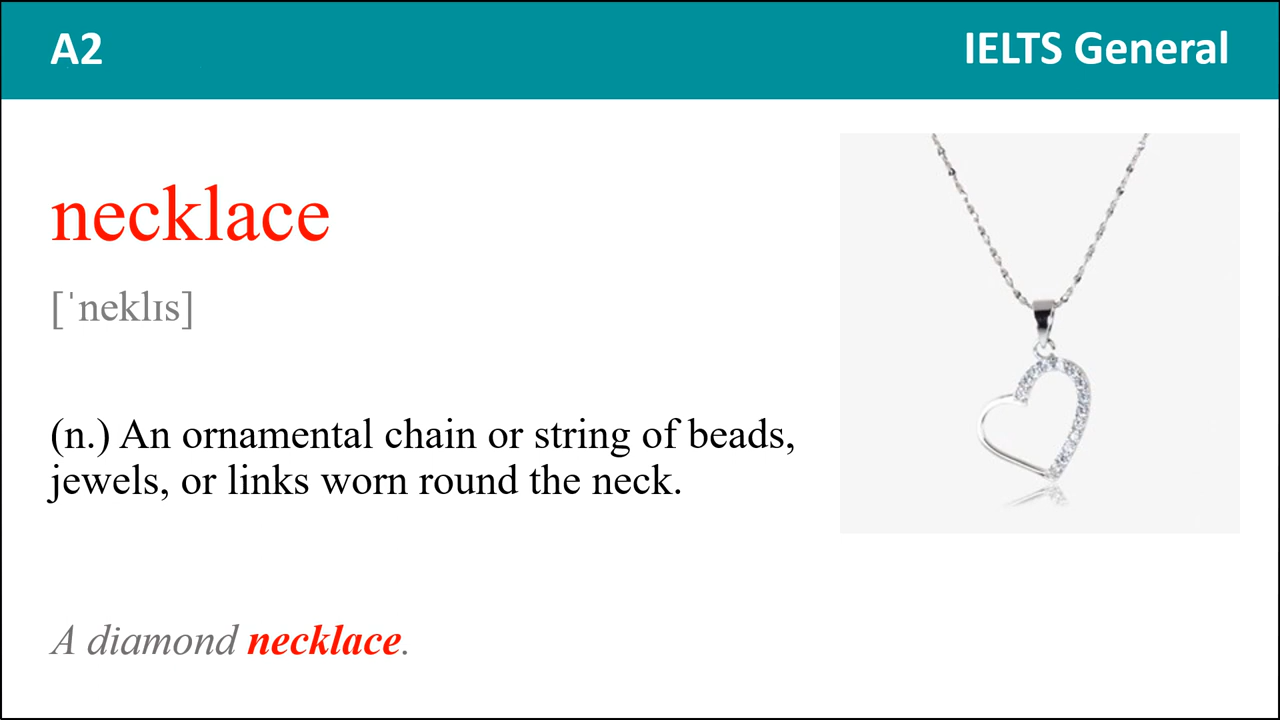 A2
IELTS General
necklace
[ˈneklɪs]
(n.) An ornamental chain or string of beads,
jewels, or links worn round the neck.
A diamond necklace.